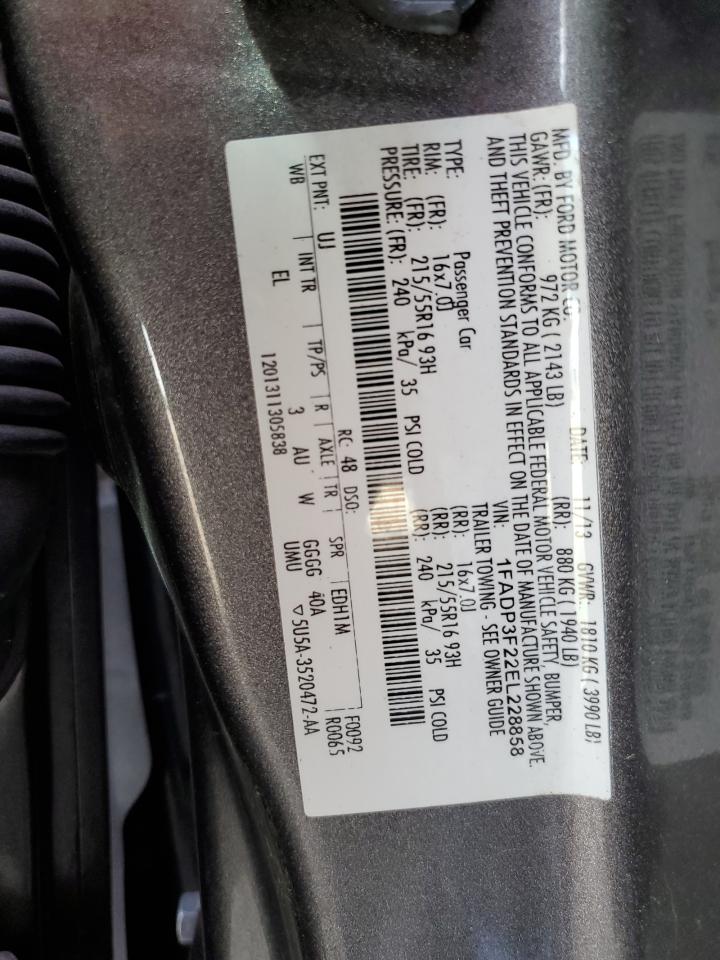 MFD. BY FORD MOTOR CO.
DATE: 11/13 GVWR: 1810 KG ( 3990 LB)
GAWR: (FR): 972 KG ( 2143 LB) (RR): 880 KG ( 1940 LB)
THIS VEHICLE CONFORMS TO ALL APPLICABLE FEDERAL MOTOR VEHICLE SAFETY, BUMPER,
AND THEFT PREVENTION STANDARDS IN EFFECT ON THE DATE OF MANUFACTURE SHOWN ABOVE.
VIN: 1FADP3F22EL228858
TYPE: Passenger Car TRAILER TOWING - SEE OWNER GUIDE
RIM: (FR): 16x7.0J (RR): 16x7.0J
TIRE: (FR): 215/55R16 93H (RR): 215/55R16 93H
PRESSURE: (FR): 240 kPa/ 35 PSI COLD (RR): 240 kPa/ 35 PSI COLD
F0092
RC: 48 DSO: R0065
EXT PNT: UJ EDH1M
WB INT TR TP/PS R AXLE TR SPR
EL 3 AU W GGGG 40A
UMU
1201311305838 ▽5U5A-3520472-AA